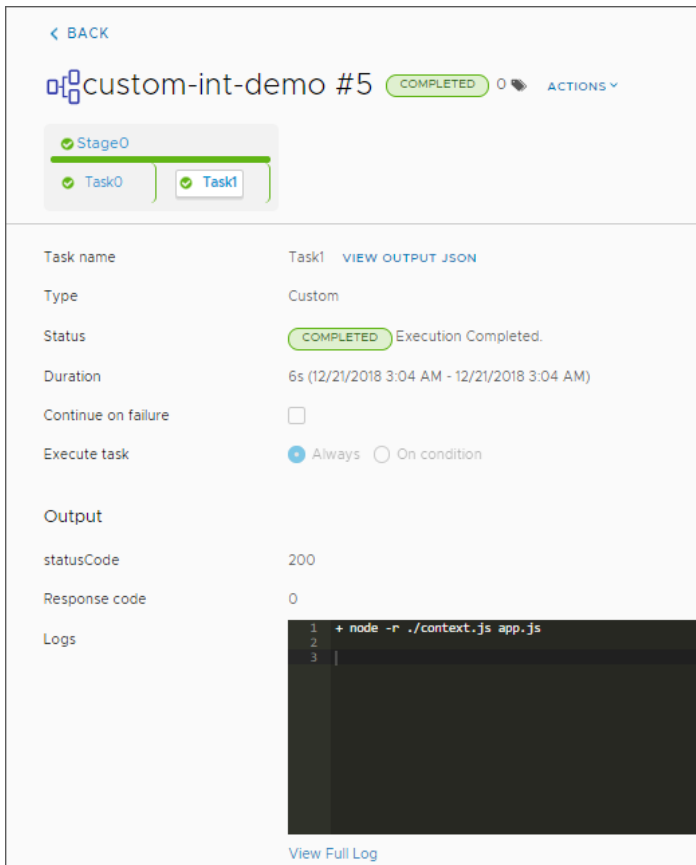 BACK
custom-int-demo #5 COMPLETED 0 ACTIONS
Stage0
Task0 Task1
Task name Task1 VIEW OUTPUT JSON
Type Custom
Status COMPLETED Execution Completed.
Duration 6s (12/21/2018 3:04 AM - 12/21/2018 3:04 AM)
Continue on failure
Execute task Always On condition
Output
statusCode 200
Response code 0
Logs
1 + node -r ./context.js app.js
2
3
View Full Log